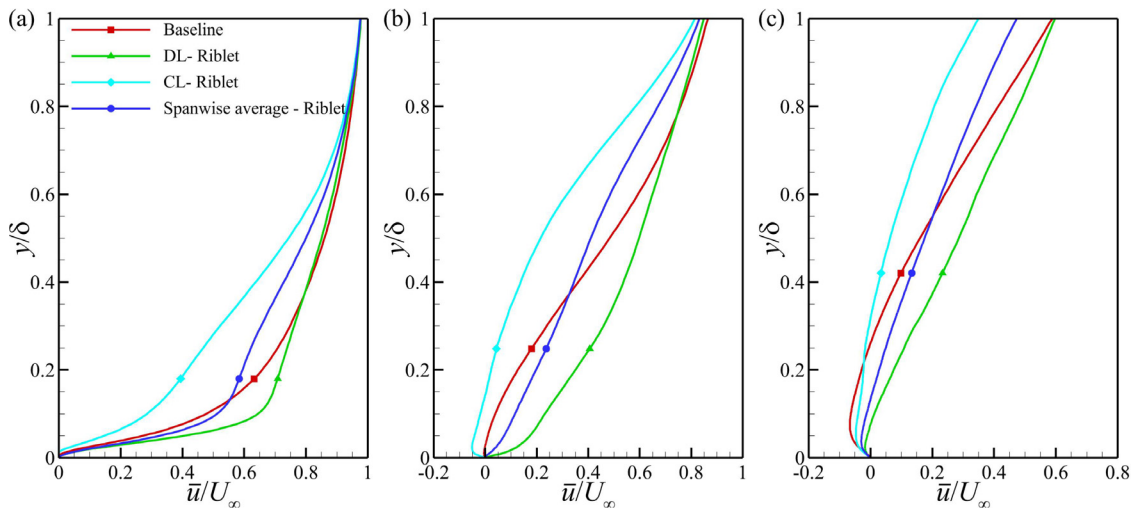 (a)
Baseline
DL- Riblet
CL- Riblet
Spanwise average - Riblet
y/δ
1
0.8
0.6
0.4
0.2
0
0 0.2 0.4 0.6 0.8 1
u̅/U∞
(b)
y/δ
1
0.8
0.6
0.4
0.2
0
-0.2 0 0.2 0.4 0.6 0.8 1
u̅/U∞
(c)
y/δ
1
0.8
0.6
0.4
0.2
0
-0.2 0 0.2 0.4 0.6 0.8
u̅/U∞